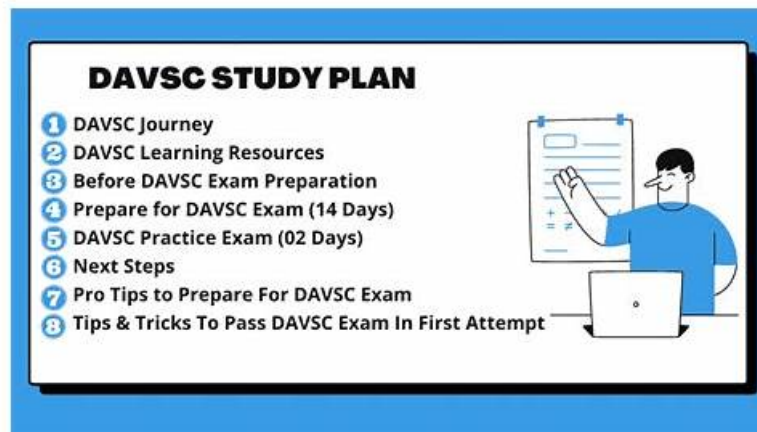 DAVSC STUDY PLAN
1 DAVSC Journey
2 DAVSC Learning Resources
3 Before DAVSC Exam Preparation
4 Prepare for DAVSC Exam (14 Days)
5 DAVSC Practice Exam (02 Days)
6 Next Steps
7 Pro Tips to Prepare For DAVSC Exam
8 Tips & Tricks To Pass DAVSC Exam In First Attempt
+ -
= ≠